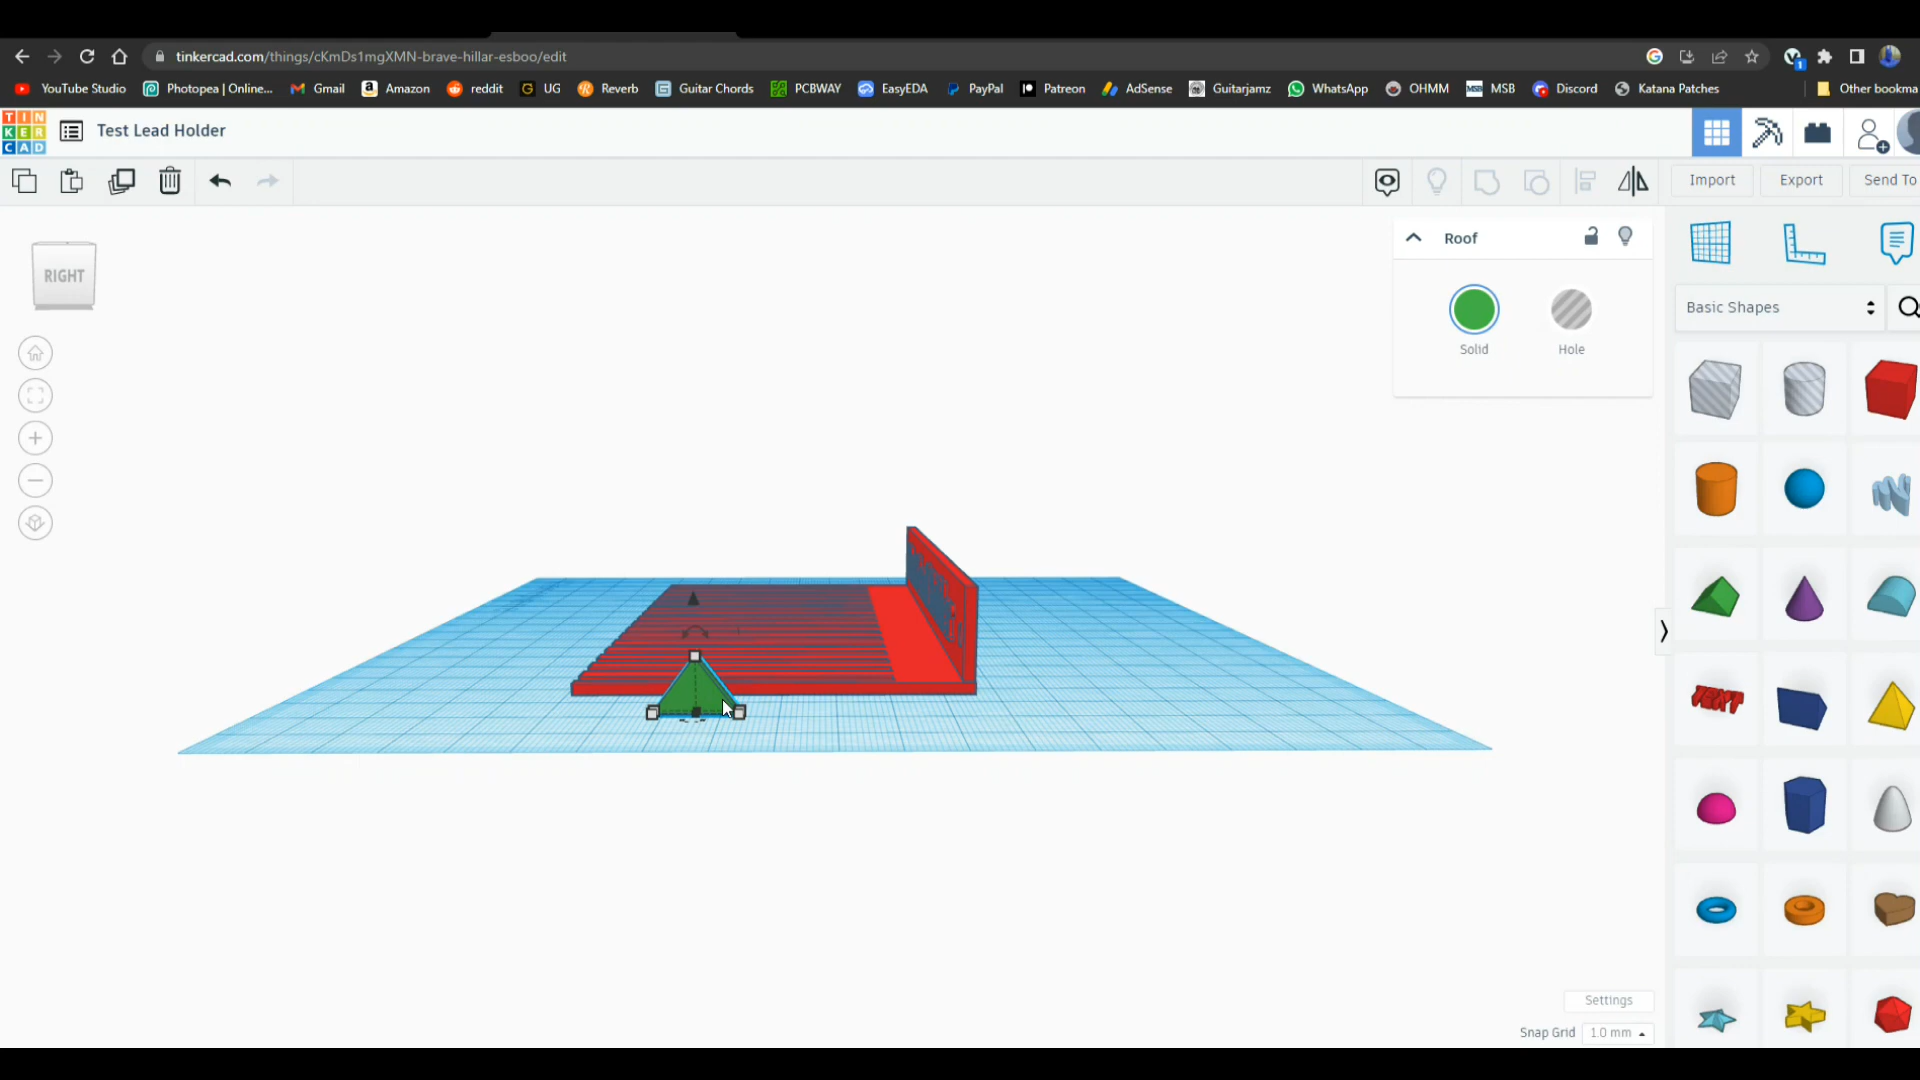 tinkercad.com/things/cKmDs1mgXMN-brave-hillar-esboo/edit
YouTube Studio
Photopea | Online...
Gmail
Amazon
reddit
UG
Reverb
Guitar Chords
PCBWAY
EasyEDA
PayPal
Patreon
AdSense
Guitarjamz
WhatsApp
OHMM
MSB
Discord
Katana Patches
Other bookma
TIN
KER
CAD
Test Lead Holder
Import
Export
Send To
RIGHT
Roof
Solid
Hole
Basic Shapes
TEXT
Settings
Snap Grid
1.0 mm